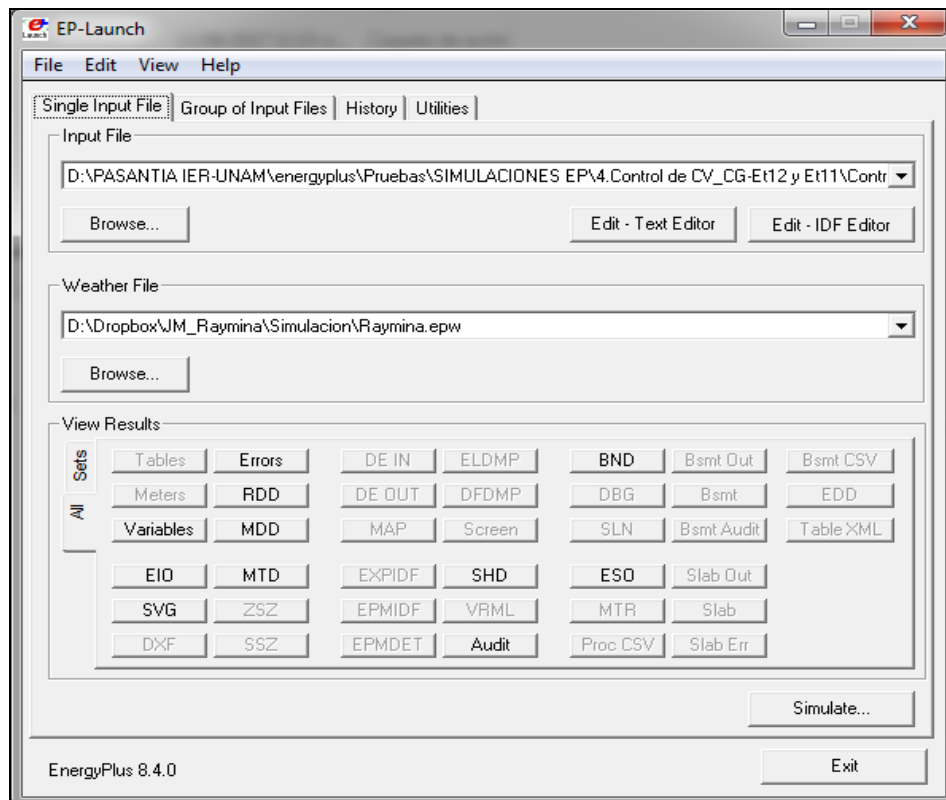 EP-Launch
File Edit View Help
Single Input File Group of Input Files History Utilities
Input File
D:\PASANTIA IER-UNAM\energyplus\Pruebas\SIMULACIONES EP\4.Control de CV_CG-Et12 y Et11\Contr
Browse... Edit - Text Editor Edit - IDF Editor
Weather File
D:\Dropbox\JM_Raymina\Simulacion\Raymina.epw
Browse...
View Results
Sets
All
Tables Errors DE IN ELDMP BND Bsmt Out Bsmt CSV
Meters RDD DE OUT DFDMP DBG Bsmt EDD
Variables MDD MAP Screen SLN Bsmt Audit Table XML
EIO MTD EXPIDF SHD ESO Slab Out
SVG ZSZ EPMIDF VRML MTR Slab
DXF SSZ EPMDET Audit Proc CSV Slab Err
Simulate...
EnergyPlus 8.4.0 Exit